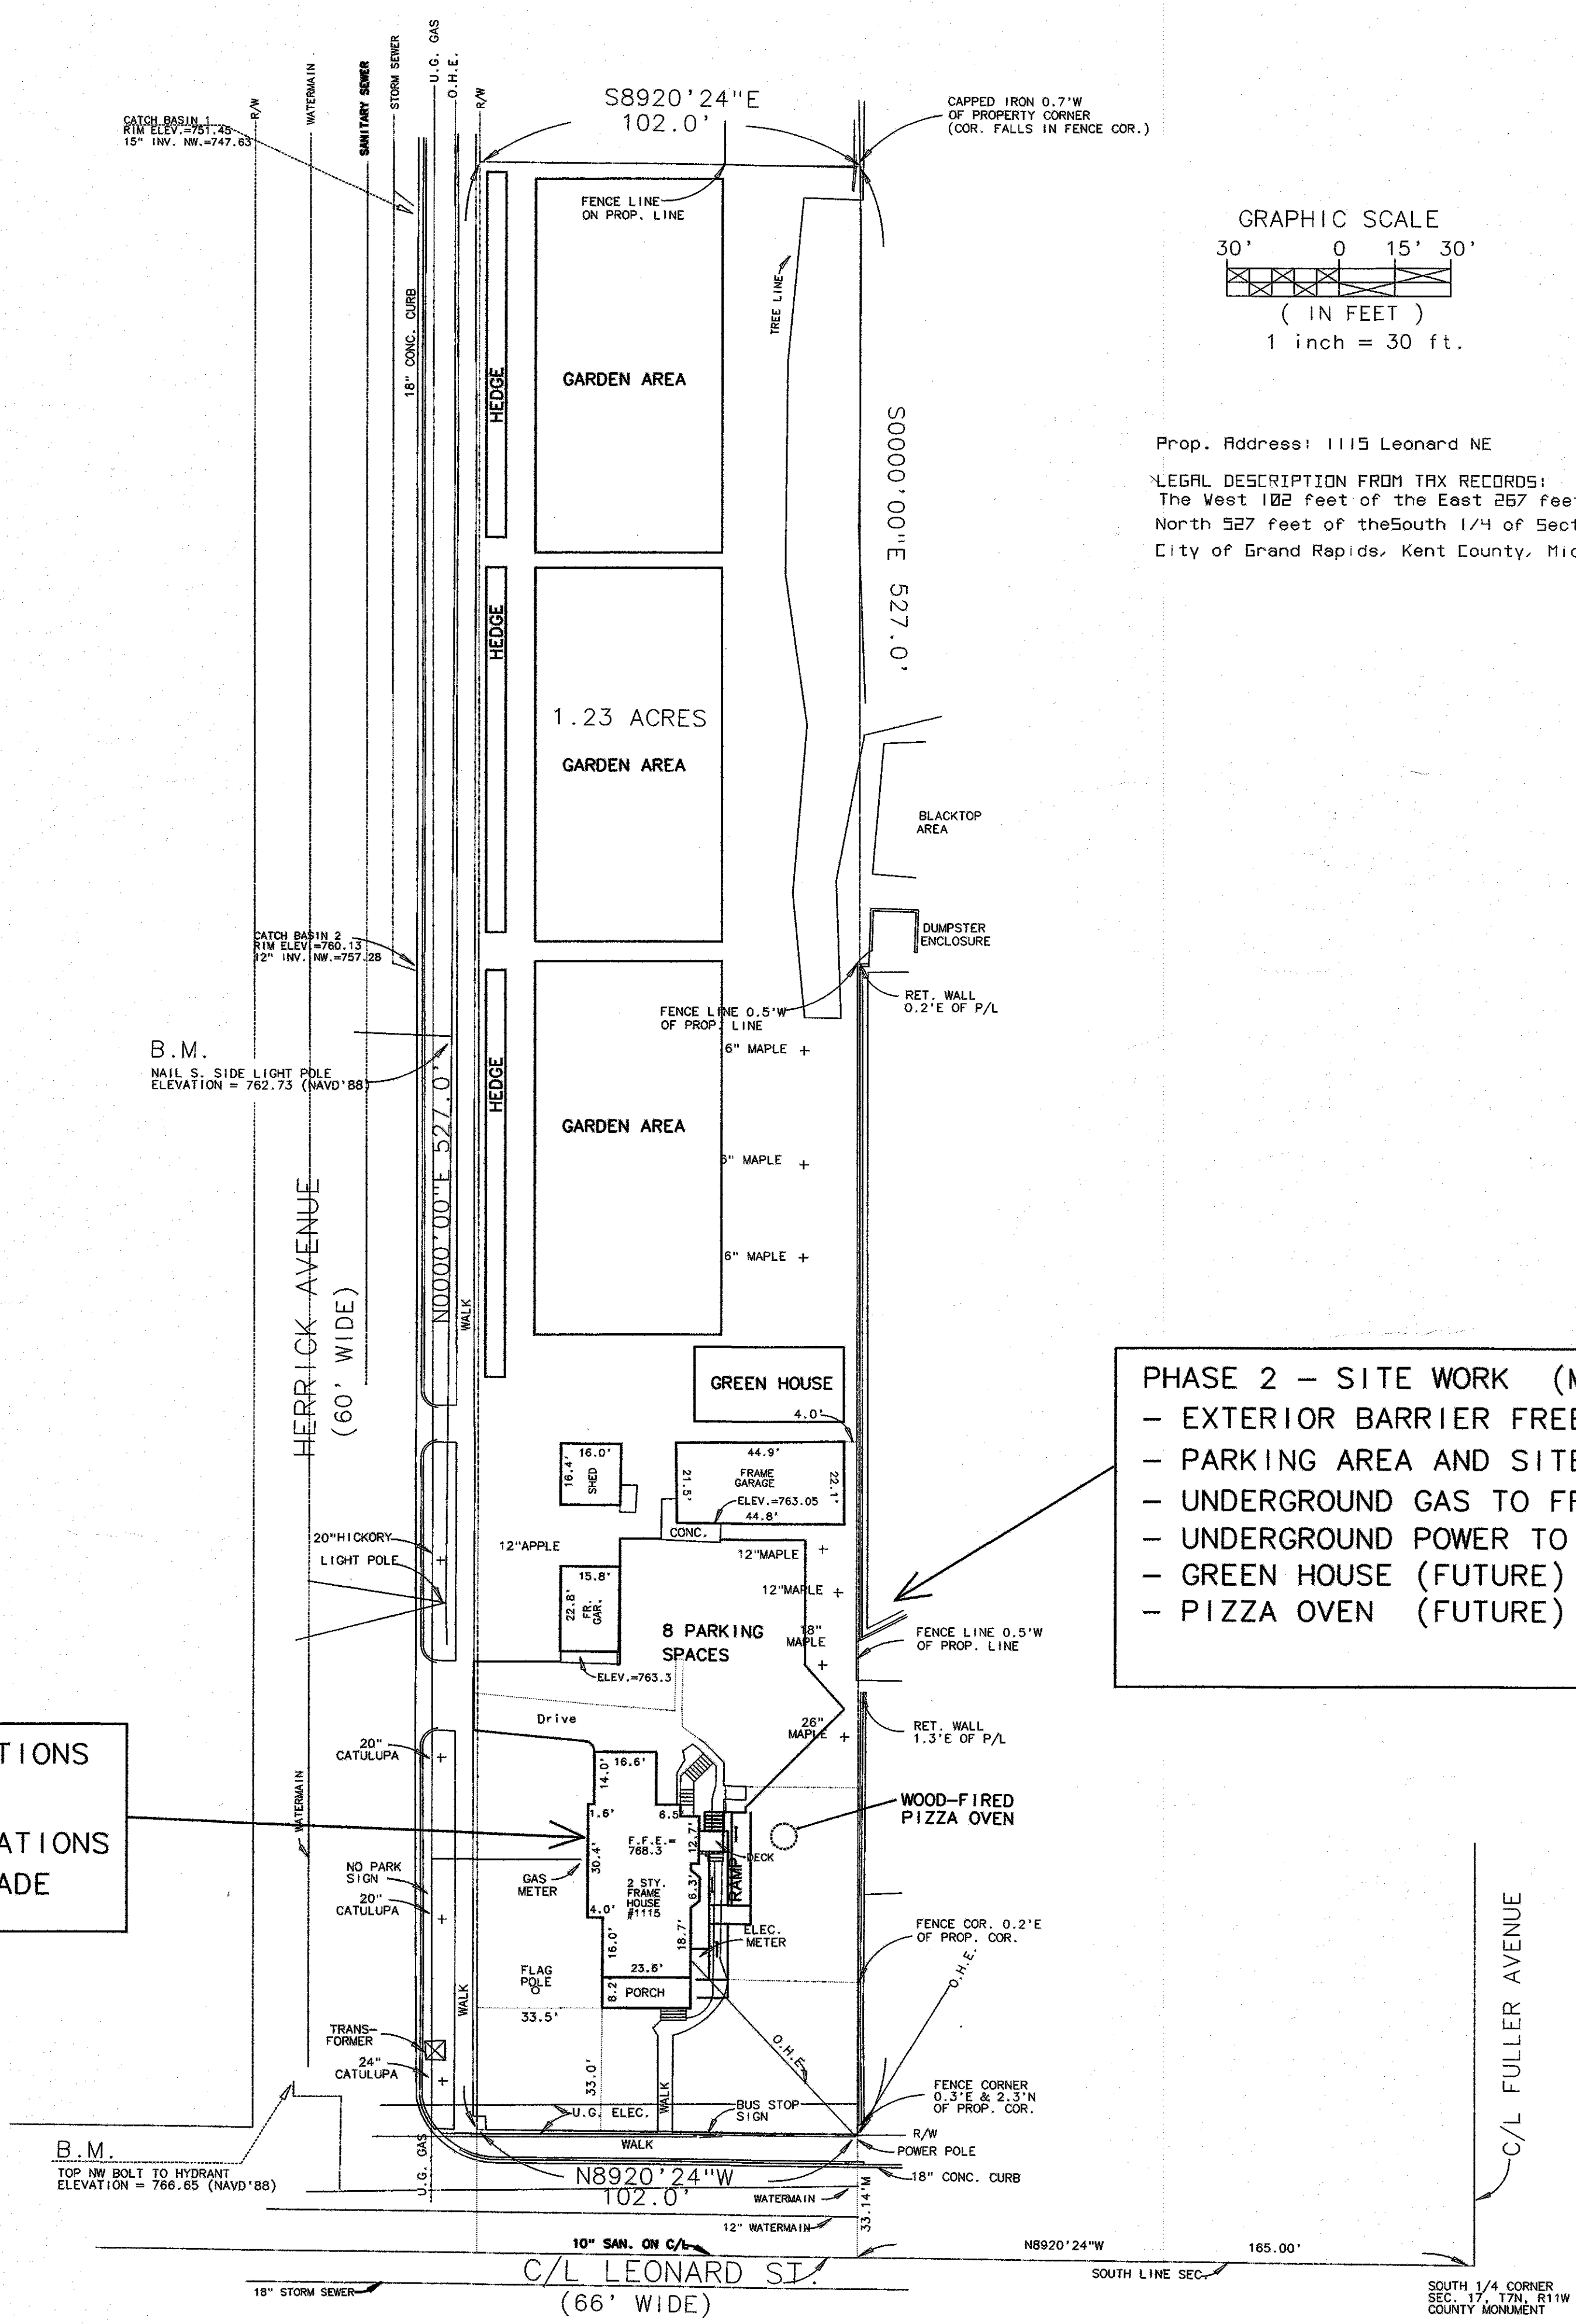 S8920'24"E
102.0'
CAPPED IRON 0.7'W
OF PROPERTY CORNER
(COR. FALLS IN FENCE COR.)
R/W
WATERMAIN
SANITARY SEWER
STORM SEWER
U.G. GAS
O.H.E.
R/W
CATCH BASIN 1
RIM ELEV.=751.45
15" INV. NW.=747.63
FENCE LINE
ON PROP. LINE
TREE LINE
18" CONC. CURB
HEDGE
GARDEN AREA
GRAPHIC SCALE
30' 0 15' 30'
( IN FEET )
1 inch = 30 ft.
S0000'00"E 527.0'
Prop. Address: 1115 Leonard NE
LEGAL DESCRIPTION FROM TAX RECORDS:
The West 102 feet of the East 267 fee
North 527 feet of theSouth 1/4 of Sect
City of Grand Rapids, Kent County, Mic
HEDGE
1.23 ACRES
GARDEN AREA
BLACKTOP
AREA
CATCH BASIN 2
RIM ELEV.=760.13
12" INV. NW.=757.28
DUMPSTER
ENCLOSURE
RET. WALL
0.2'E OF P/L
FENCE LINE 0.5'W
OF PROP. LINE
6" MAPLE
B.M.
NAIL S. SIDE LIGHT POLE
ELEVATION = 762.73 (NAVD'88)
HEDGE
GARDEN AREA
6" MAPLE
6" MAPLE
N0000'00"E 527.0'
HERRICK AVENUE
(60' WIDE)
WALK
GREEN HOUSE
4.0'
PHASE 2 – SITE WORK (M
– EXTERIOR BARRIER FREE
– PARKING AREA AND SITE
– UNDERGROUND GAS TO FR
– UNDERGROUND POWER TO
– GREEN HOUSE (FUTURE)
– PIZZA OVEN (FUTURE)
16.0'
16.4'
SHED
44.9'
FRAME
GARAGE
21.5'
22.1'
ELEV.=763.05
44.8'
CONC.
20"HICKORY
LIGHT POLE
12"APPLE
12"MAPLE
12"MAPLE
15.8'
22.8'
FR.
GAR.
8 PARKING
SPACES
18"
MAPLE
FENCE LINE 0.5'W
OF PROP. LINE
ELEV.=763.3
Drive
26"
MAPLE
RET. WALL
1.3'E OF P/L
TIONS
ATIONS
ADE
20"
CATULUPA
16.6'
14.0'
1.6'
6.5'
WOOD-FIRED
PIZZA OVEN
F.F.E.=
768.3
12.7'
DECK
30.4'
RAMP
WATERMAIN
NO PARK
SIGN
20"
CATULUPA
GAS
METER
2 STY.
FRAME
HOUSE
#1115
6.3'
4.0'
16.0'
18.7'
ELEC.
METER
FENCE COR. 0.2'E
OF PROP. COR.
O.H.E.
FLAG
POLE
23.6'
8.2'
PORCH
33.5'
WALK
TRANS-
FORMER
24"
CATULUPA
33.0'
WALK
O.H.E.
FENCE CORNER
0.3'E & 2.3'N
OF PROP. COR.
C/L FULLER AVENUE
U.G. ELEC.
BUS STOP
SIGN
R/W
POWER POLE
WALK
18" CONC. CURB
B.M.
TOP NW BOLT TO HYDRANT
ELEVATION = 766.65 (NAVD'88)
U.G. GAS
N8920'24"W
102.0'
WATERMAIN
33.14'M
12" WATERMAIN
10" SAN. ON C/L
N8920'24"W 165.00'
C/L LEONARD ST.
(66' WIDE)
SOUTH LINE SEC.
18" STORM SEWER
SOUTH 1/4 CORNER
SEC. 17, T7N, R11W
COUNTY MONUMENT